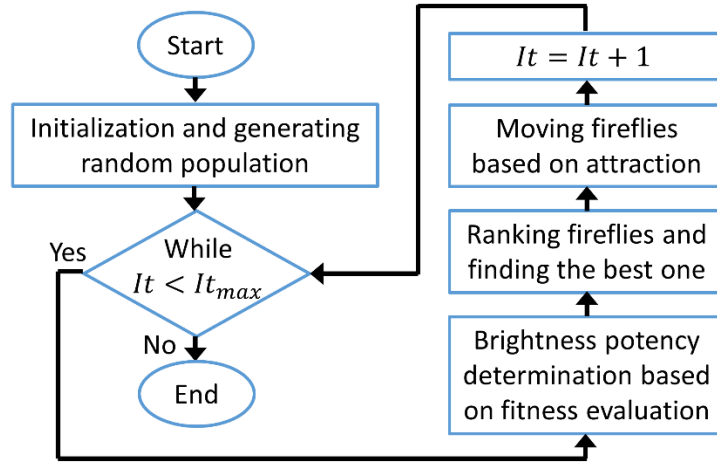 Start
Initialization and generating
random population
While
It < It_max
Yes
No
End
Brightness potency
determination based
on fitness evaluation
Ranking fireflies and
finding the best one
Moving fireflies
based on attraction
It = It + 1